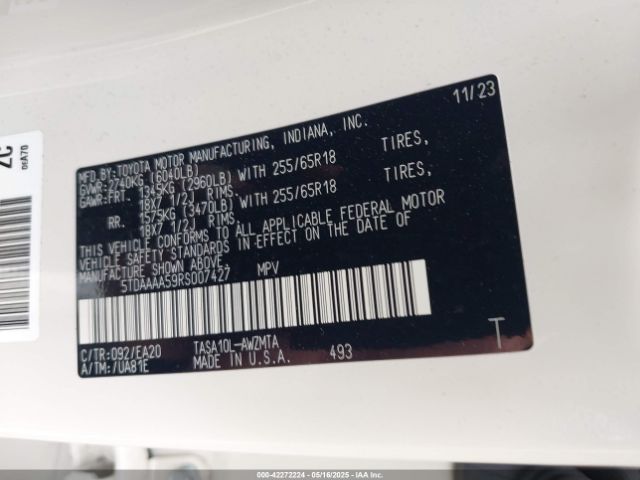 11/23
MFD.BY:TOYOTA MOTOR MANUFACTURING, INDIANA, INC.
GVWR:2740KG (6040LB)
GAWR:FRT. 1345KG (2960LB) WITH 255/65R18 TIRES,
18X7 1/2J RIMS,
RR. 1575KG (3470LB) WITH 255/65R18 TIRES,
18X7 1/2J RIMS.
THIS VEHICLE CONFORMS TO ALL APPLICABLE FEDERAL MOTOR
VEHICLE SAFETY STANDARDS IN EFFECT ON THE DATE OF
MANUFACTURE SHOWN ABOVE.
5TDAAAA59RS007427 MPV
C/TR:092/EA20 TASA10L-AWZMTA
A/TM:/UA81E MADE IN U.S.A. 493 T
000-42272224 | 05/16/2025 - IAA Inc.